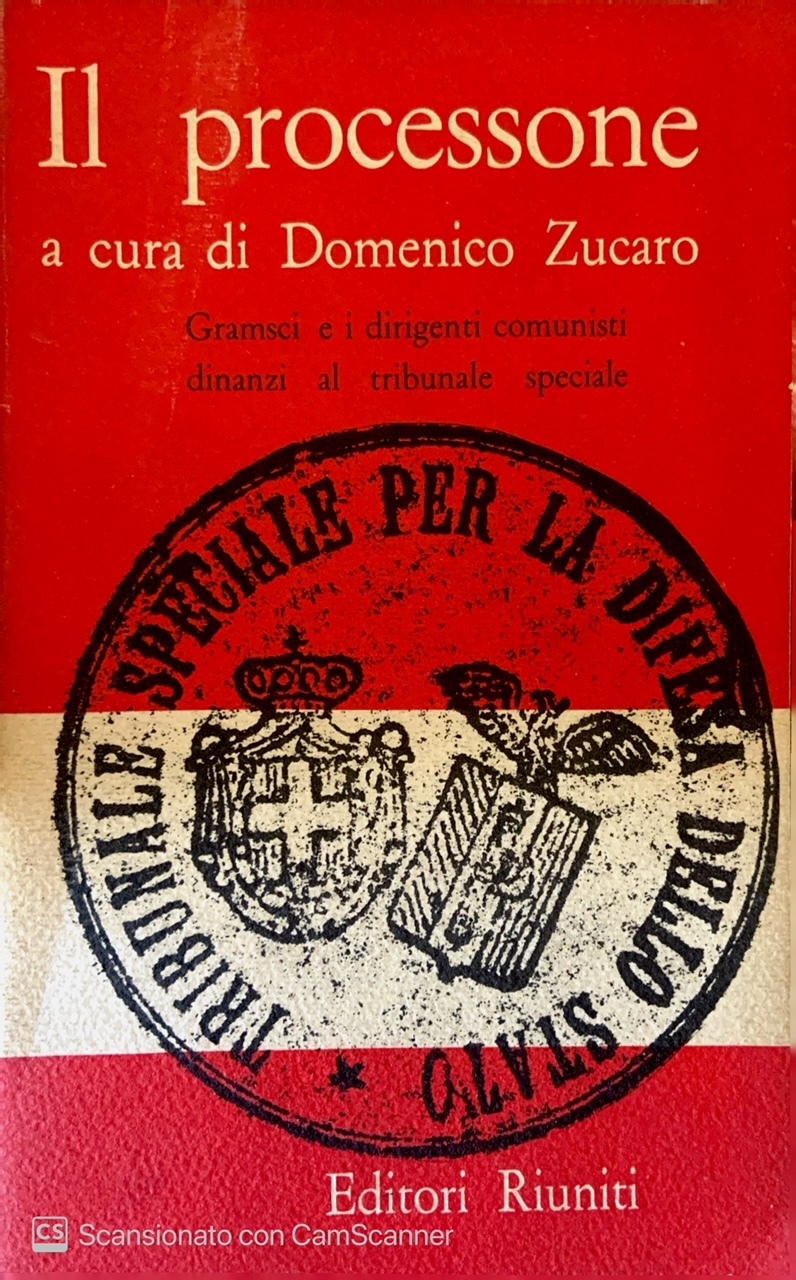 Il processone
a cura di Domenico Zucaro
Gramsci e i dirigenti comunisti
dinanzi al tribunale speciale
TRIBUNALE SPECIALE PER LA DIFESA DELLO STATO
Editori Riuniti
CS Scansionato con CamScanner